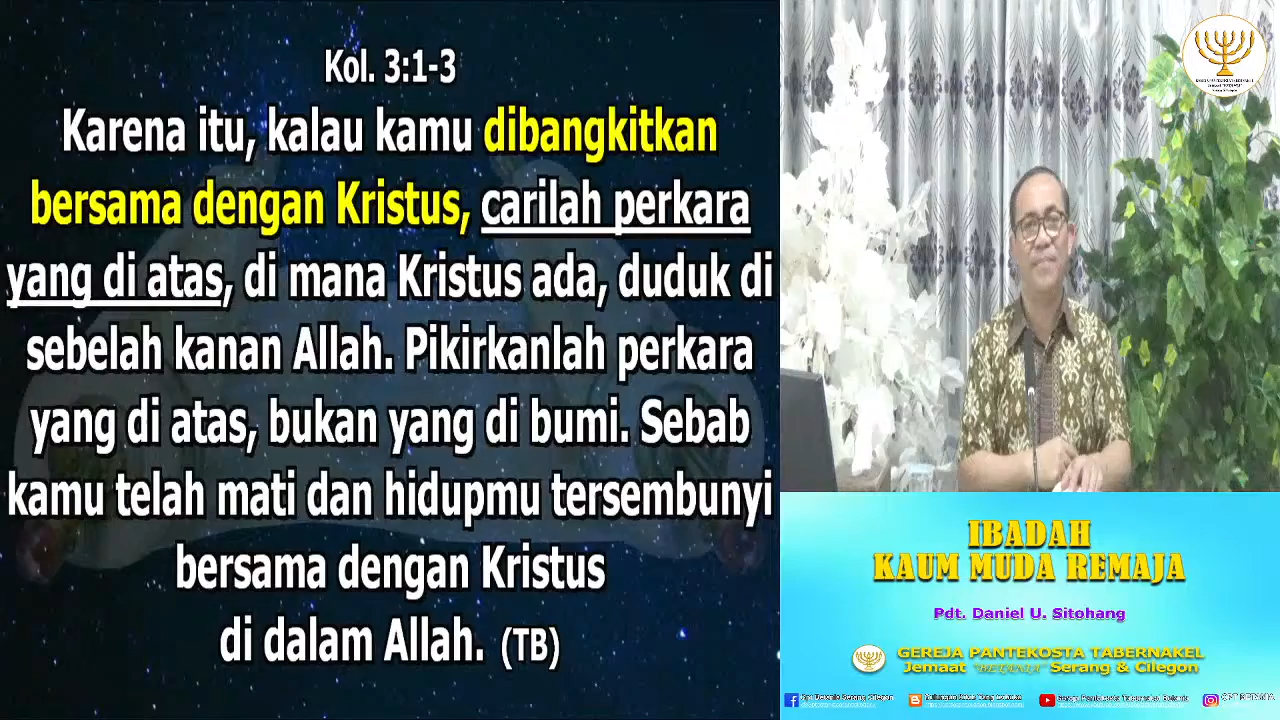 Kol. 3:1-3
Karena itu, kalau kamu dibangkitkan
bersama dengan Kristus, carilah perkara
yang di atas, di mana Kristus ada, duduk di
sebelah kanan Allah. Pikirkanlah perkara
yang di atas, bukan yang di bumi. Sebab
kamu telah mati dan hidupmu tersembunyi
bersama dengan Kristus
di dalam Allah. (TB)
IBADAH
KAUM MUDA REMAJA
Pdt. Daniel U. Sitohang
GEREJA PANTEKOSTA TABERNAKEL
Jemaat "BETANIA" Serang & Cilegon